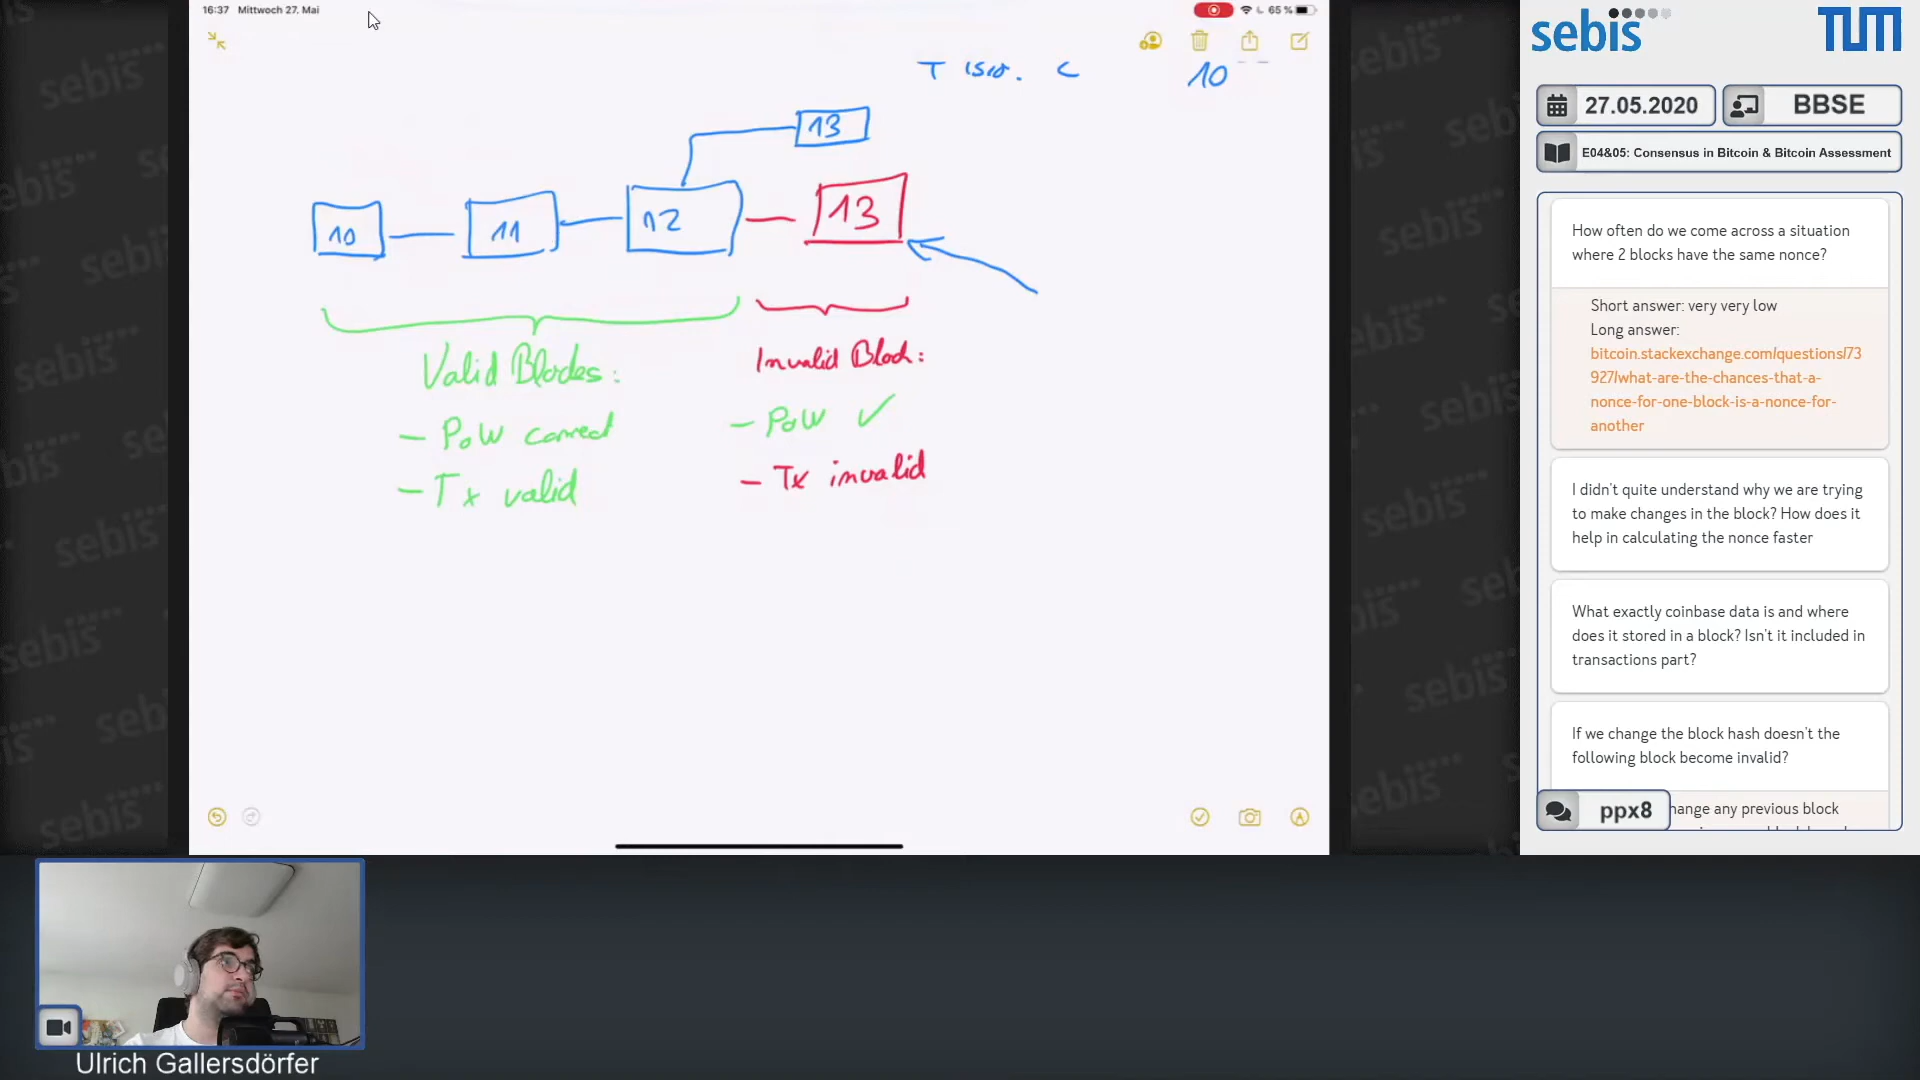 16:37 Mittwoch 27. Mai
65 %
10
13
10
11
12
13
Valid Blocks:
- PoW correct
- Tx valid
Invalid Block:
- PoW ✓
- Tx invalid
sebis
TUM
27.05.2020
BBSE
E04&05: Consensus in Bitcoin & Bitcoin Assessment
How often do we come across a situation
where 2 blocks have the same nonce?
Short answer: very very low
Long answer:
bitcoin.stackexchange.com/questions/73
927/what-are-the-chances-that-a-
nonce-for-one-block-is-a-nonce-for-
another
I didn't quite understand why we are trying
to make changes in the block? How does it
help in calculating the nonce faster
What exactly coinbase data is and where
does it stored in a block? Isn't it included in
transactions part?
If we change the block hash doesn't the
following block become invalid?
hange any previous block
ppx8
Ulrich Gallersdörfer